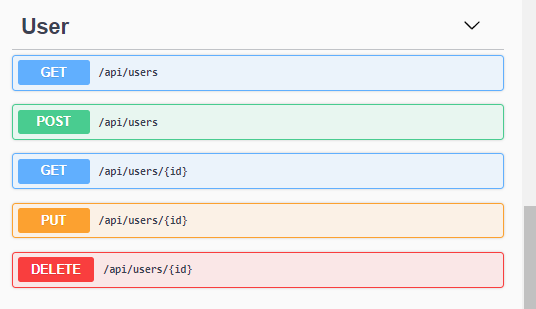 User
GET /api/users
POST /api/users
GET /api/users/{id}
PUT /api/users/{id}
DELETE /api/users/{id}